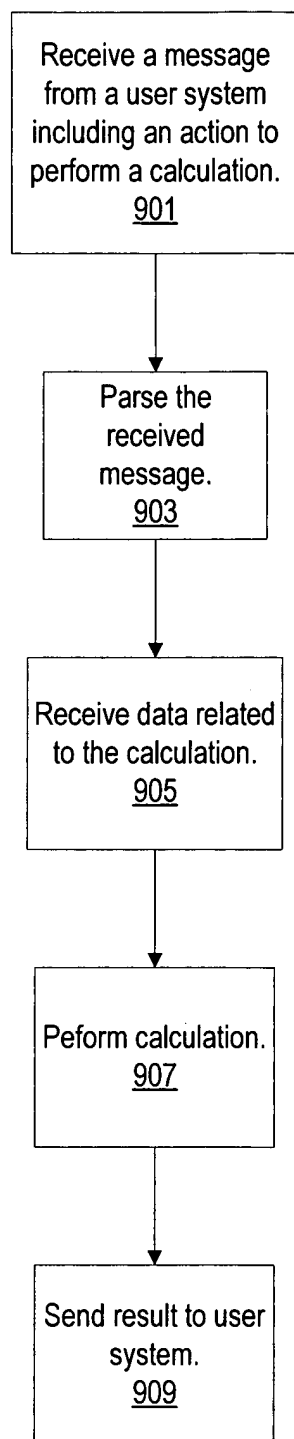 Receive a message
from a user system
including an action to
perform a calculation.
901
Parse the
received
message.
903
Receive data related
to the calculation.
905
Peform calculation.
907
Send result to user
system.
909